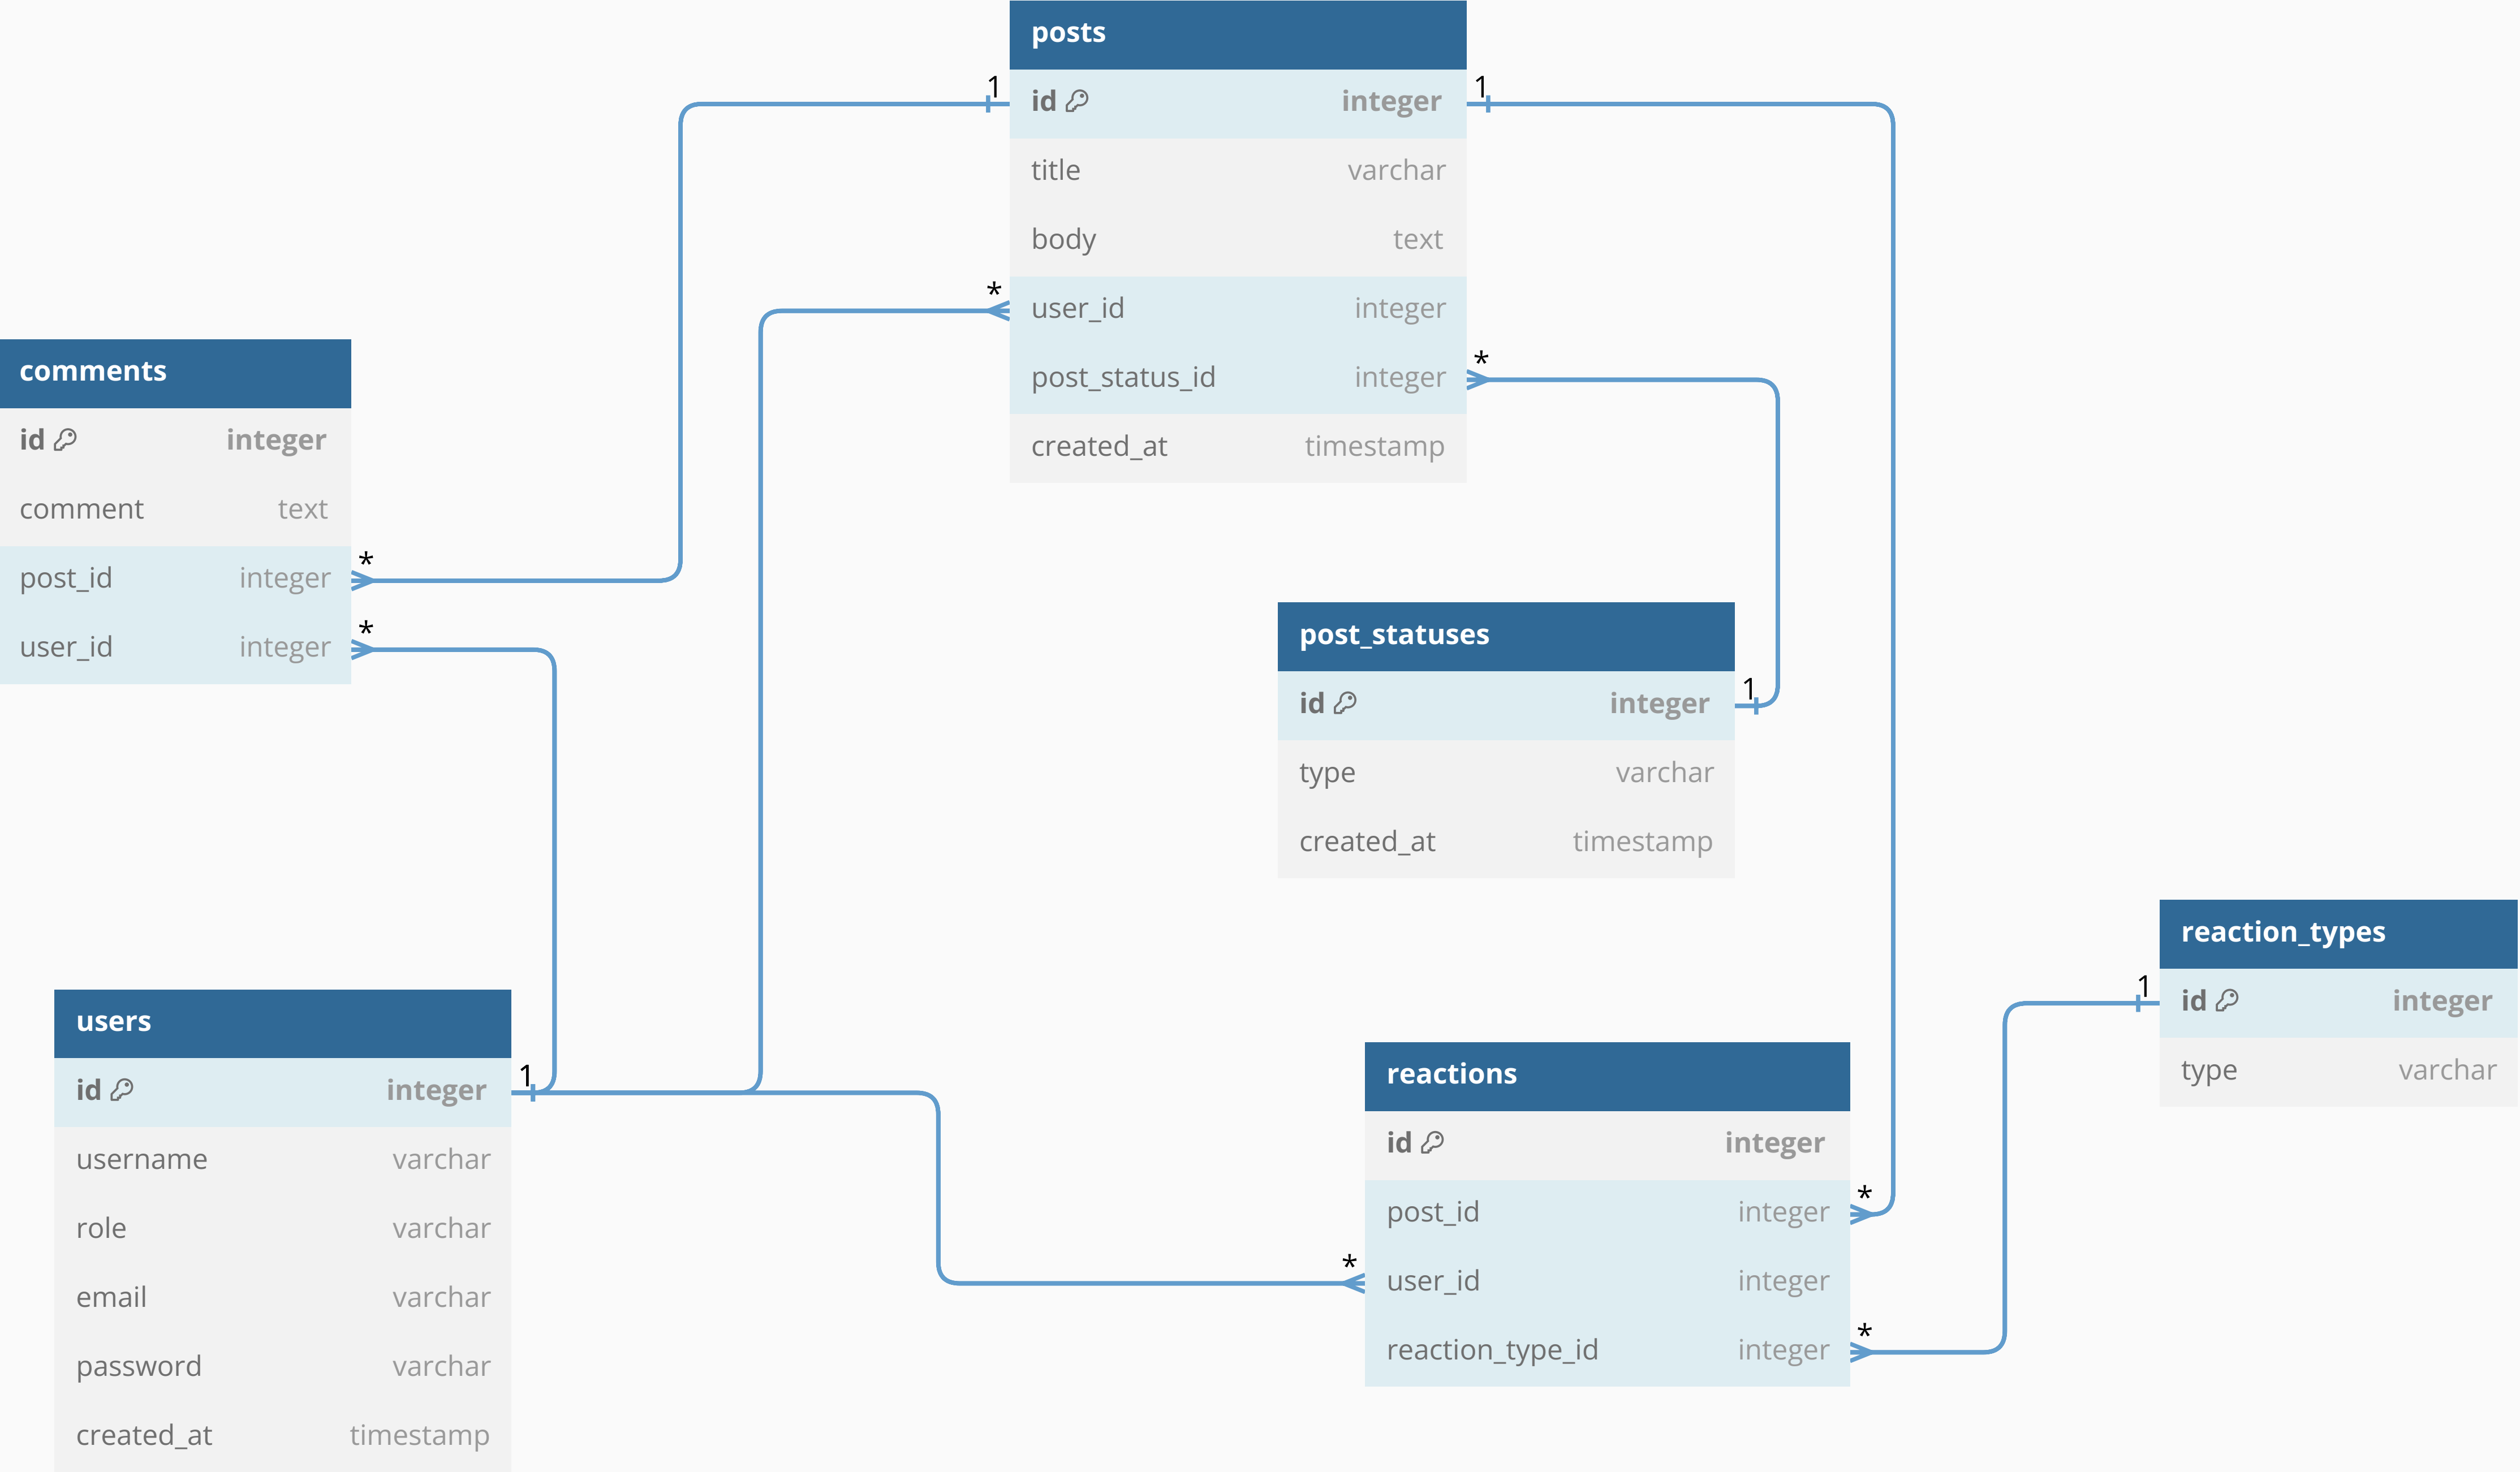 posts
1
1
id integer
title varchar
body text
*
user_id integer
*
post_status_id integer
created_at timestamp
comments
id integer
comment text
*
post_id integer
*
user_id integer
post_statuses
1
id integer
type varchar
created_at timestamp
reaction_types
1
id integer
type varchar
users
1
id integer
username varchar
role varchar
email varchar
password varchar
created_at timestamp
reactions
id integer
*
post_id integer
*
user_id integer
*
reaction_type_id integer